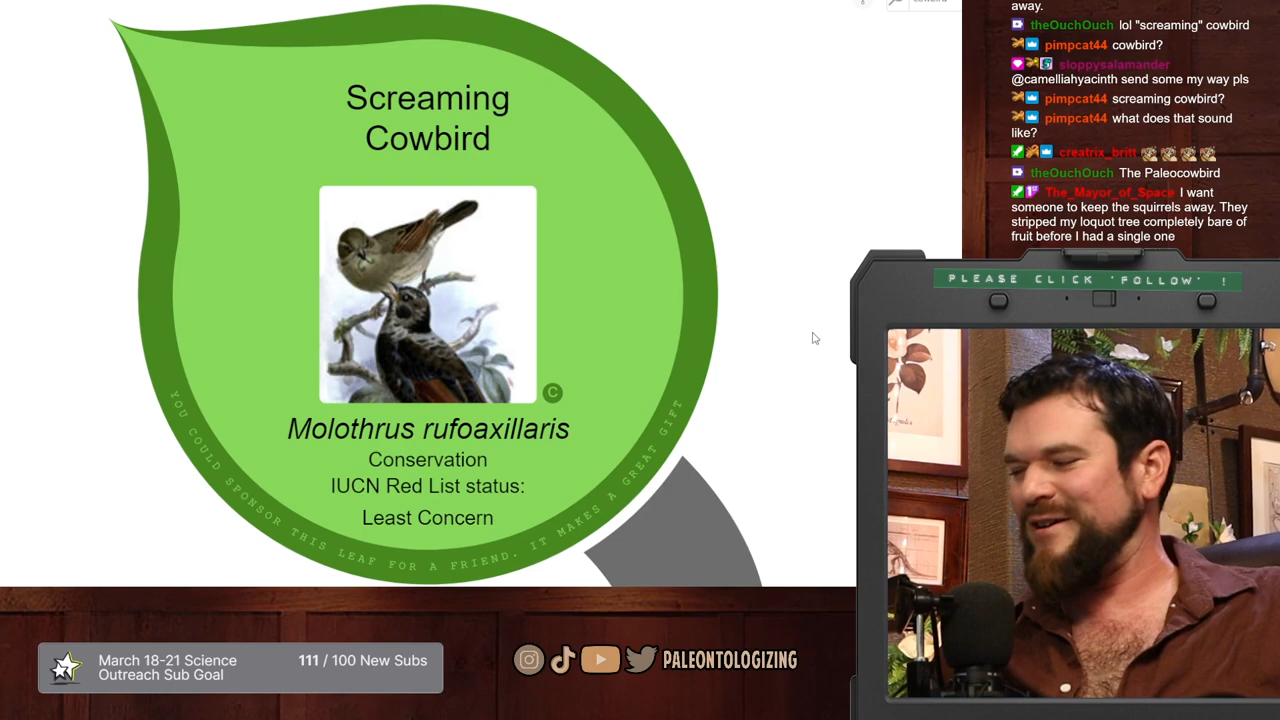 Screaming
Cowbird
C
Molothrus rufoaxillaris
Conservation
IUCN Red List status:
Least Concern
YOU COULD SPONSOR THIS LEAF FOR A FRIEND. IT MAKES A GREAT GIFT
away.
theOuchOuch lol "screaming" cowbird
pimpcat44 cowbird?
sloppysalamander
@camelliahyacinth send some my way pls
pimpcat44 screaming cowbird?
pimpcat44 what does that sound
like?
creatrix_britt
theOuchOuch The Paleocowbird
The_Mayor_of_Space I want
someone to keep the squirrels away. They
stripped my loquot tree completely bare of
fruit before I had a single one
PLEASE CLICK 'FOLLOW' !
March 18-21 Science
Outreach Sub Goal
111 / 100 New Subs
PALEONTOLOGIZING